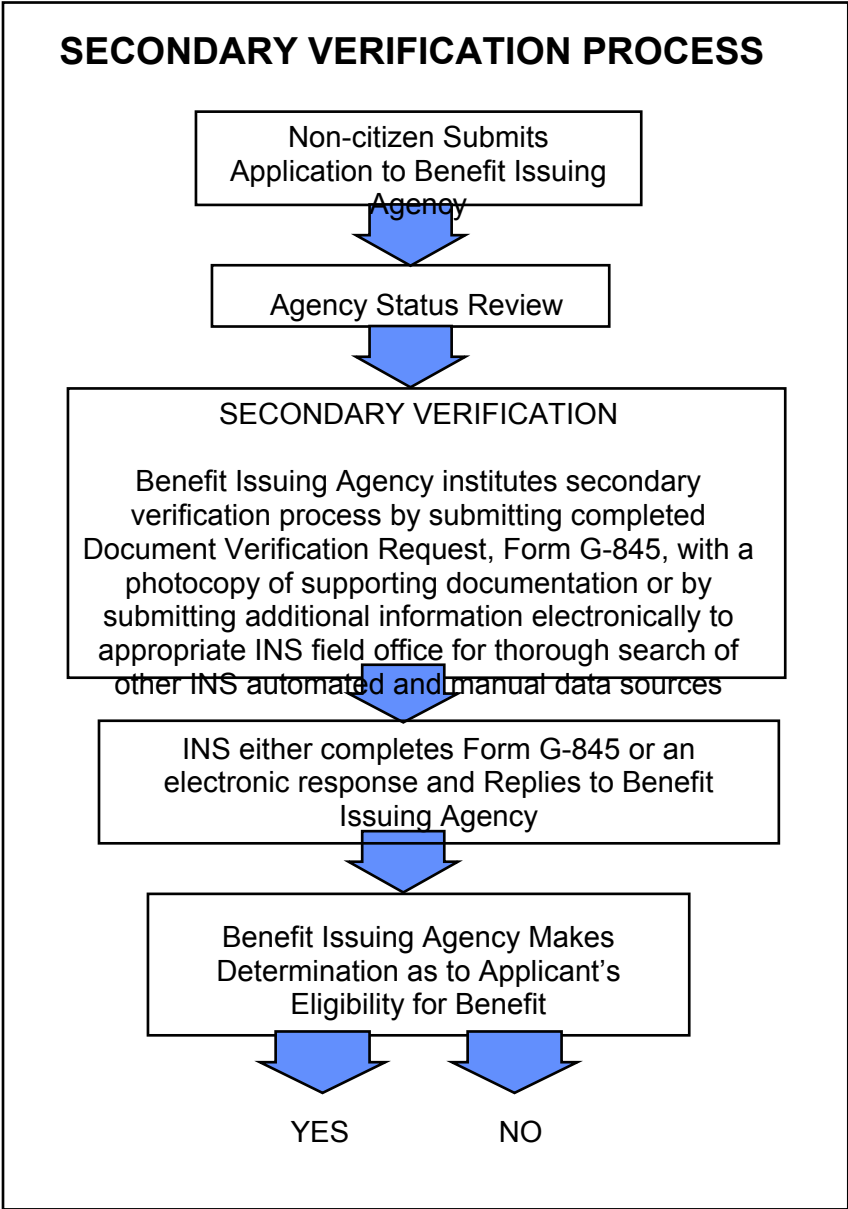 SECONDARY VERIFICATION PROCESS
Non-citizen Submits
Application to Benefit Issuing
Agency
Agency Status Review
SECONDARY VERIFICATION
Benefit Issuing Agency institutes secondary
verification process by submitting completed
Document Verification Request, Form G-845, with a
photocopy of supporting documentation or by
submitting additional information electronically to
appropriate INS field office for thorough search of
other INS automated and manual data sources
INS either completes Form G-845 or an
electronic response and Replies to Benefit
Issuing Agency
Benefit Issuing Agency Makes
Determination as to Applicant’s
Eligibility for Benefit
YES NO